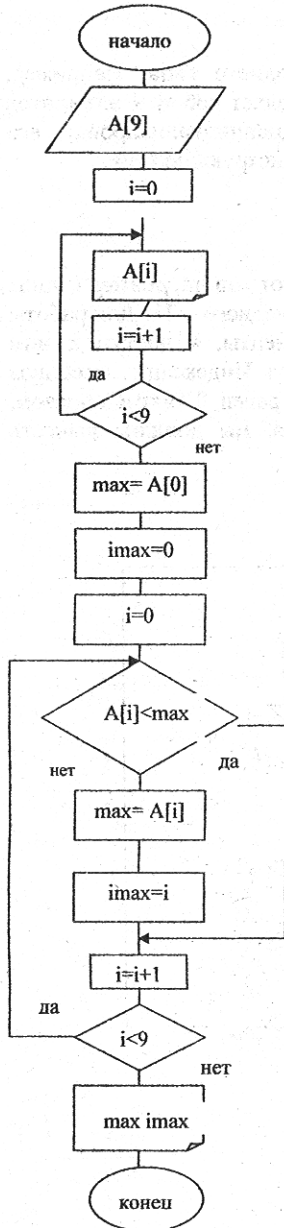 начало
A[9]
i=0
A[i]
i=i+1
да
i<9
нет
max= A[0]
imax=0
i=0
A[i]<max
нет
да
max= A[i]
imax=i
i=i+1
да
i<9
нет
max imax
конец